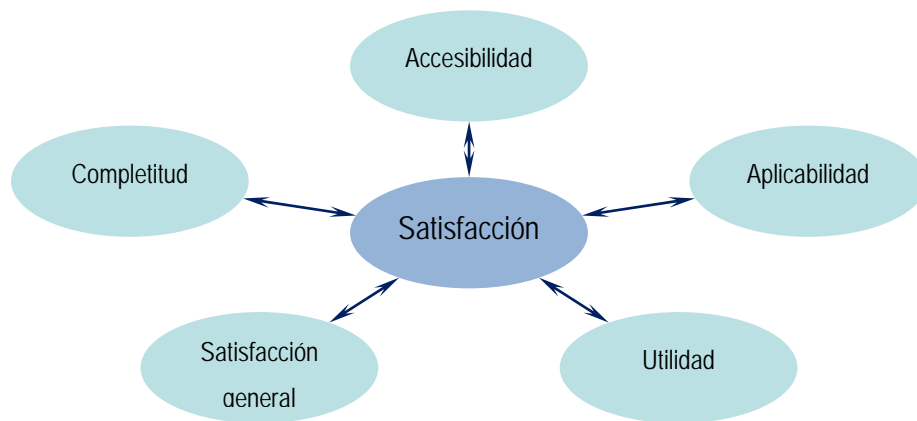 Accesibilidad
Completitud
Aplicabilidad
Satisfacción
Satisfacción
general
Utilidad